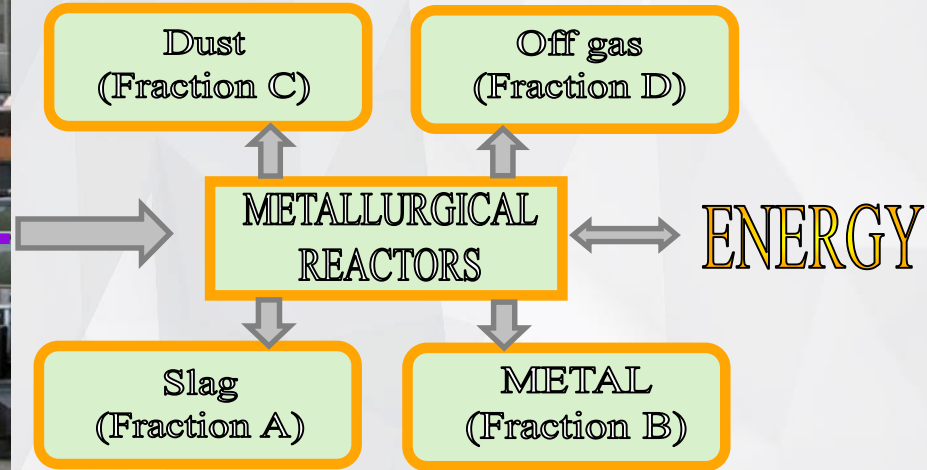 Dust
(Fraction C)
Off gas
(Fraction D)
METALLURGICAL
REACTORS
ENERGY
Slag
(Fraction A)
METAL
(Fraction B)